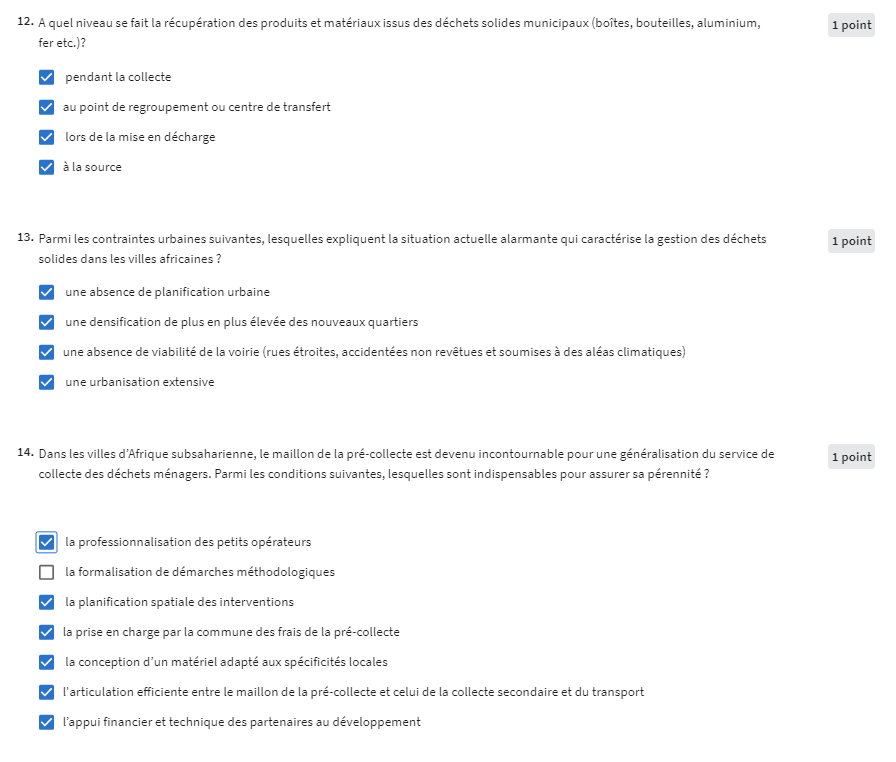 12. A quel niveau se fait la récupération des produits et matériaux issus des déchets solides municipaux (boîtes, bouteilles, aluminium,
1 point
fer etc.)?
pendant la collecte
au point de regroupement ou centre de transfert
lors de la mise en décharge
à la source
13. Parmi les contraintes urbaines suivantes, lesquelles expliquent la situation actuelle alarmante qui caractérise la gestion des déchets
1 point
solides dans les villes africaines ?
une absence de planification urbaine
une densification de plus en plus élevée des nouveaux quartiers
une absence de viabilité de la voirie (rues étroites, accidentées non revêtues et soumises à des aléas climatiques)
une urbanisation extensive
14. Dans les villes d’Afrique subsaharienne, le maillon de la pré-collecte est devenu incontournable pour une généralisation du service de
1 point
collecte des déchets ménagers. Parmi les conditions suivantes, lesquelles sont indispensables pour assurer sa pérennité ?
la professionnalisation des petits opérateurs
la formalisation de démarches méthodologiques
la planification spatiale des interventions
la prise en charge par la commune des frais de la pré-collecte
la conception d’un matériel adapté aux spécificités locales
l'articulation efficiente entre le maillon de la pré-collecte et celui de la collecte secondaire et du transport
l’appui financier et technique des partenaires au développement